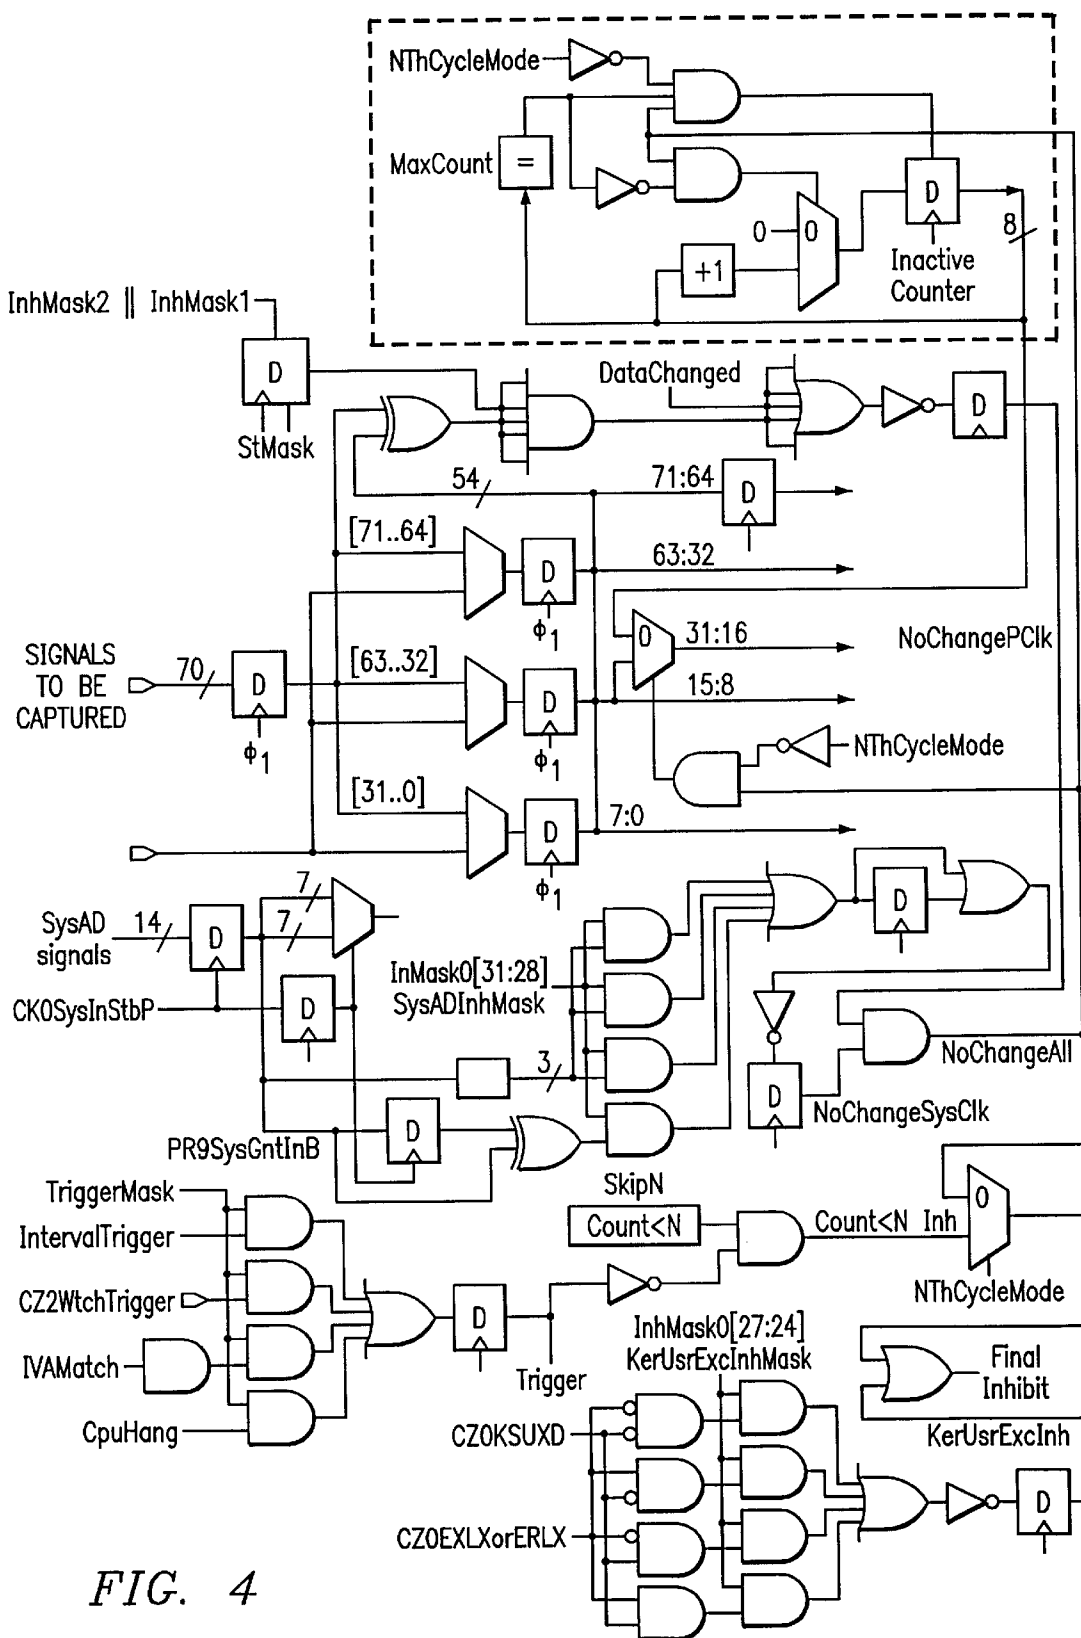 NThCycleMode
MaxCount
=
D
0
0
+1
8
Inactive
Counter
InhMask2 || InhMask1
D
StMask
DataChanged
D
54
71:64
D
[71..64]
D
63:32
ϕ1
0
31:16
NoChangePClk
SIGNALS
TO BE
CAPTURED
70
D
[63..32]
D
15:8
ϕ1
ϕ1
NThCycleMode
[31..0]
D
7:0
ϕ1
7
SysAD
signals
14
D
7
D
InMask0[31:28]
SysADInhMask
CK0SysInStbP
D
3
NoChangeAll
D
NoChangeSysClk
D
PR9SysGntInB
TriggerMask
SkipN
Count<N
Count<N Inh
0
IntervalTrigger
NThCycleMode
CZ2WtchTrigger
D
InhMask0[27:24]
KerUsrExcInhMask
IVAMatch
Trigger
Final
Inhibit
CpuHang
CZ0KSUXD
KerUsrExcInh
D
CZ0EXLXorERLX
FIG. 4